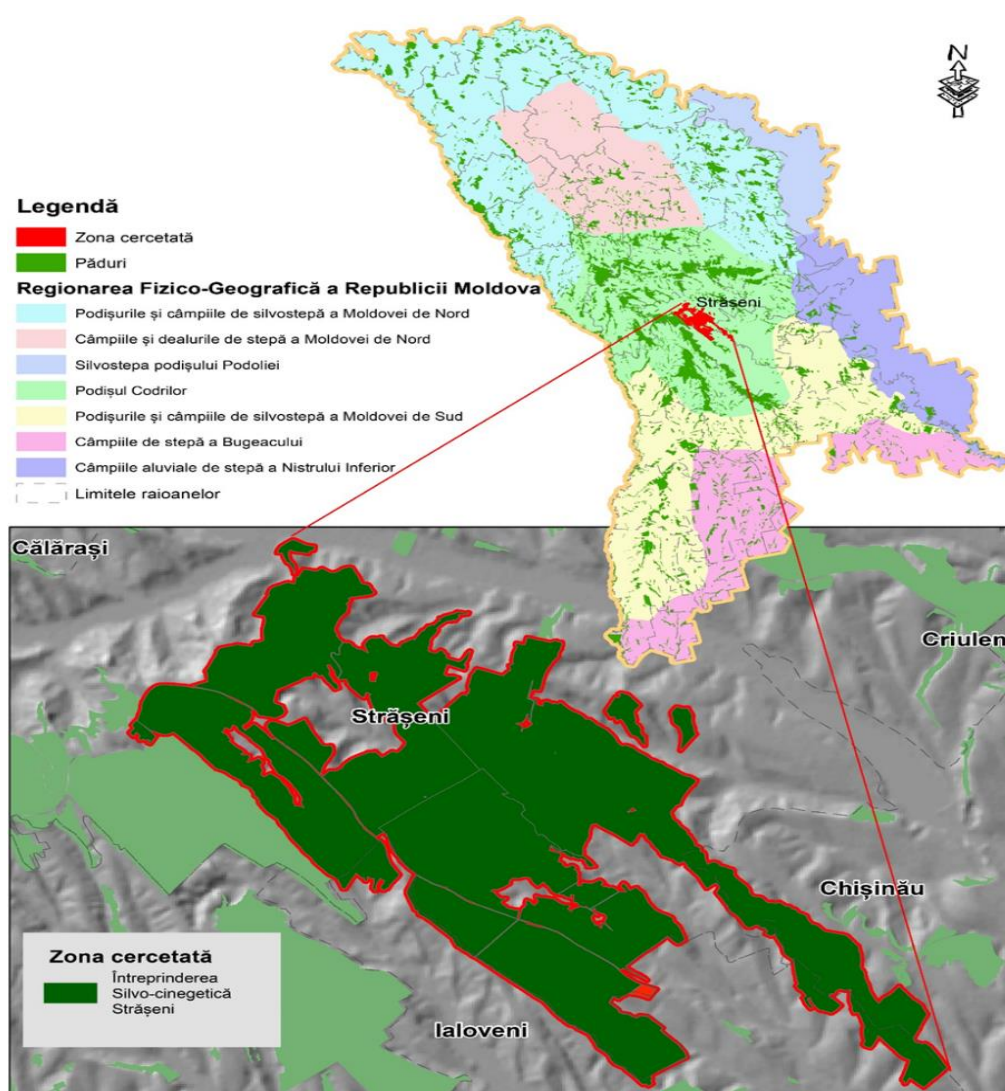 N
Legendă
Zona cercetată
Păduri
Regionarea Fizico-Geografică a Republicii Moldova
Podișurile și câmpiile de silvostepă a Moldovei de Nord
Câmpiile și dealurile de stepă a Moldovei de Nord
Silvostepa podișului Podoliei
Podișul Codrilor
Podișurile și câmpiile de silvostepă a Moldovei de Sud
Câmpiile de stepă a Bugeacului
Câmpiile aluviale de stepă a Nistrului Inferior
Limitele raioanelor
Strășeni
Călărași
Criulen
Strășeni
Chișinău
Ialoveni
Zona cercetată
Întreprinderea
Silvo-cinegetică
Strășeni